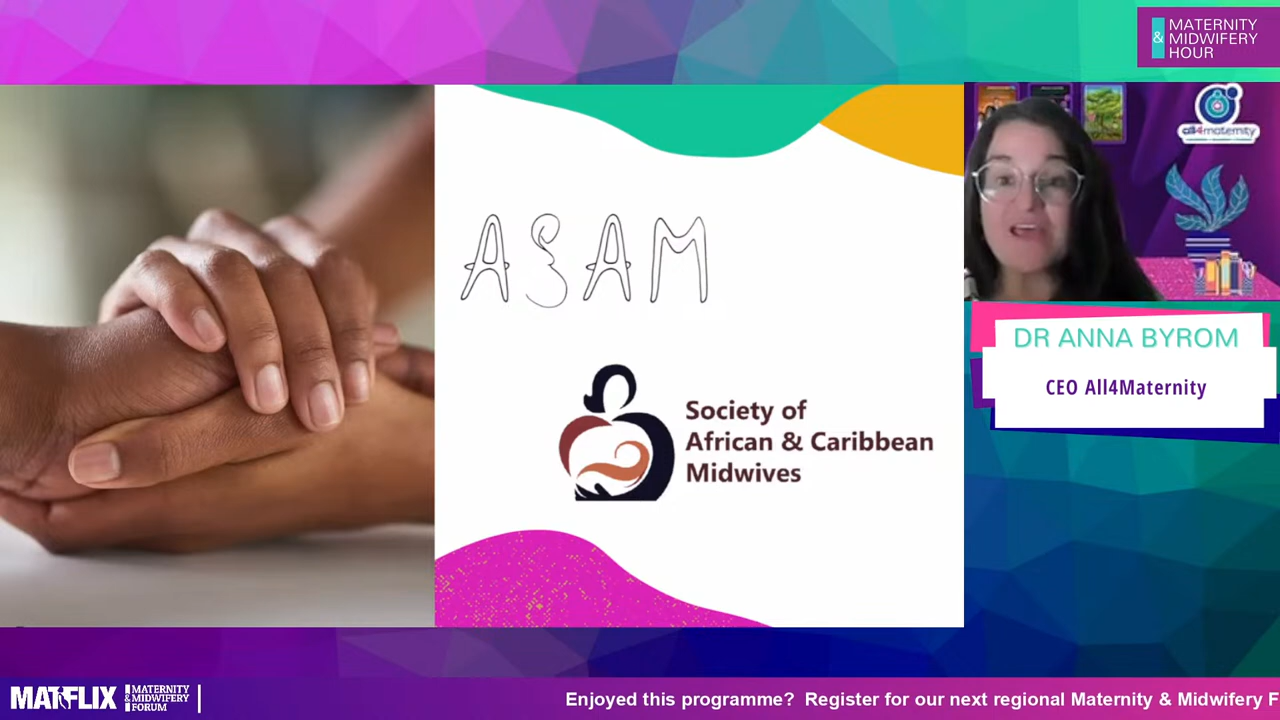 &
MATERNITY
MIDWIFERY
HOUR
all4maternity
ASAM
Society of
African & Caribbean
Midwives
DR ANNA BYROM
CEO All4Maternity
MATFLIX
MATERNITY
& MIDWIFERY
FORUM
Enjoyed this programme? Register for our next regional Maternity & Midwifery F